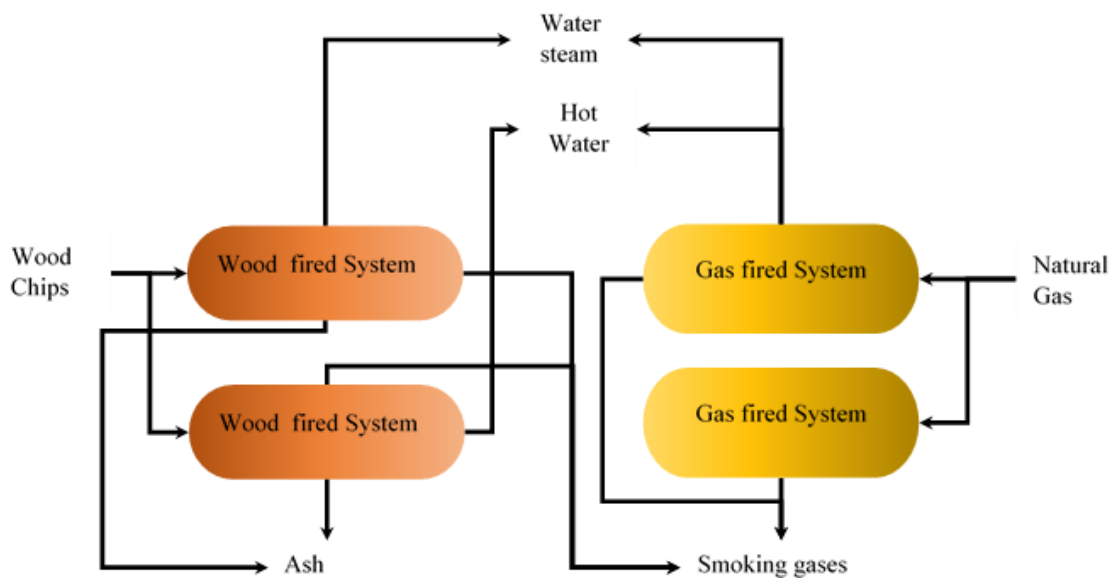 Water
steam
Hot
Water
Wood
Chips
Wood fired System
Gas fired System
Natural
Gas
Wood fired System
Gas fired System
Ash
Smoking gases